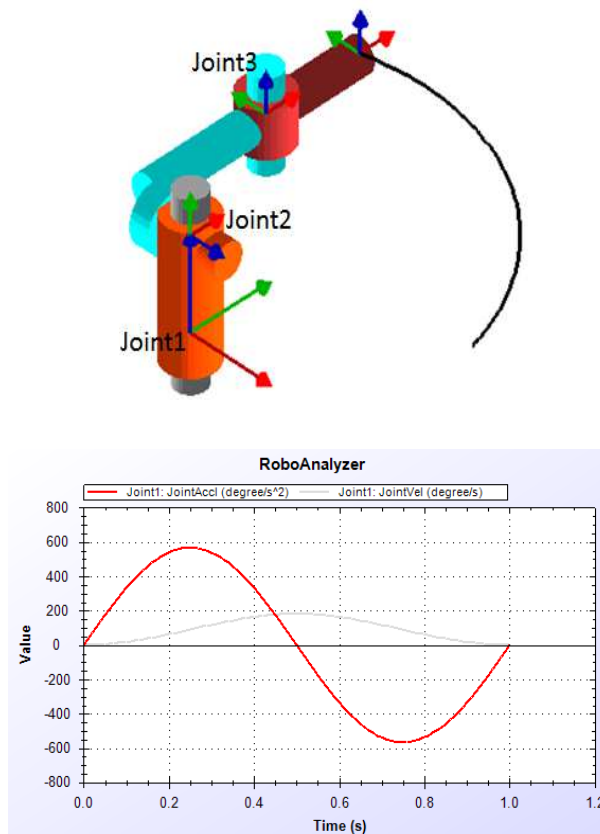 Joint3
Joint2
Joint1
RoboAnalyzer
Joint1: JointAccl (degree/s^2) Joint1: JointVel (degree/s)
800
600
400
200
0
-200
-400
-600
-800
Value
0.0 0.2 0.4 0.6 0.8 1.0 1.2
Time (s)